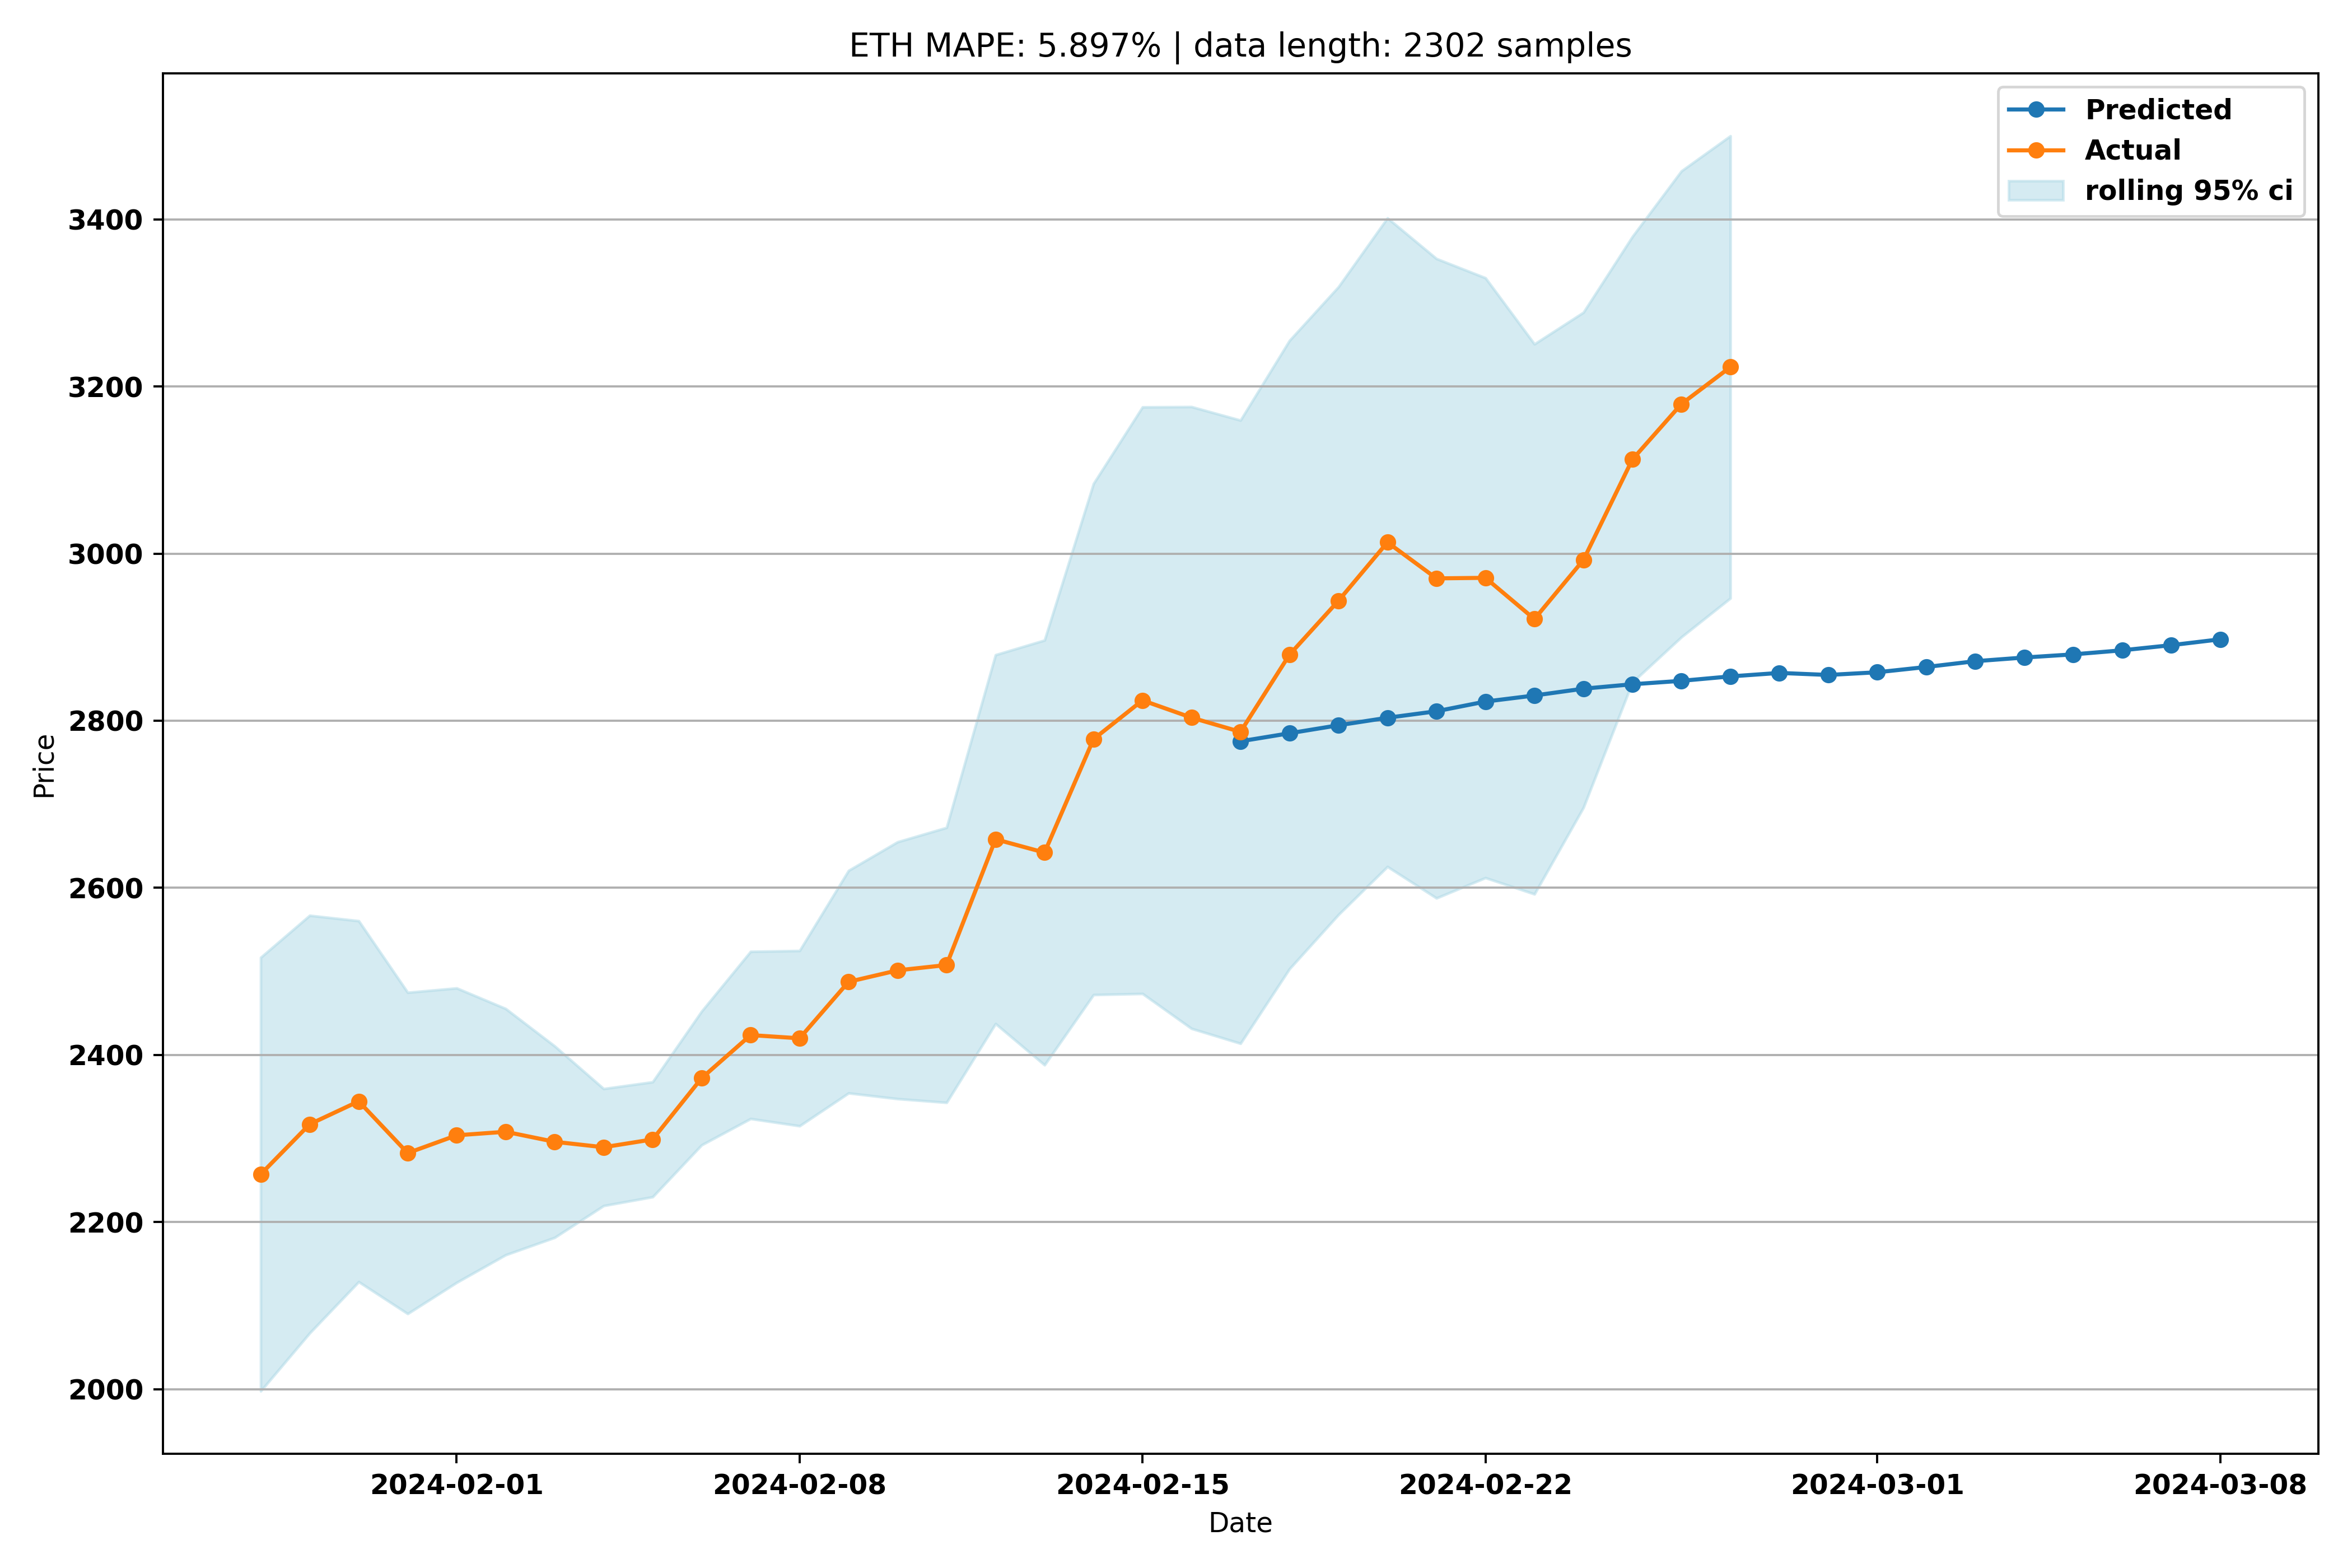 ETH MAPE: 5.897% | data length: 2302 samples
Predicted
Actual
rolling 95% ci
3400
3200
3000
2800
2600
2400
2200
2000
Price
2024-02-01
2024-02-08
2024-02-15
2024-02-22
2024-03-01
2024-03-08
Date